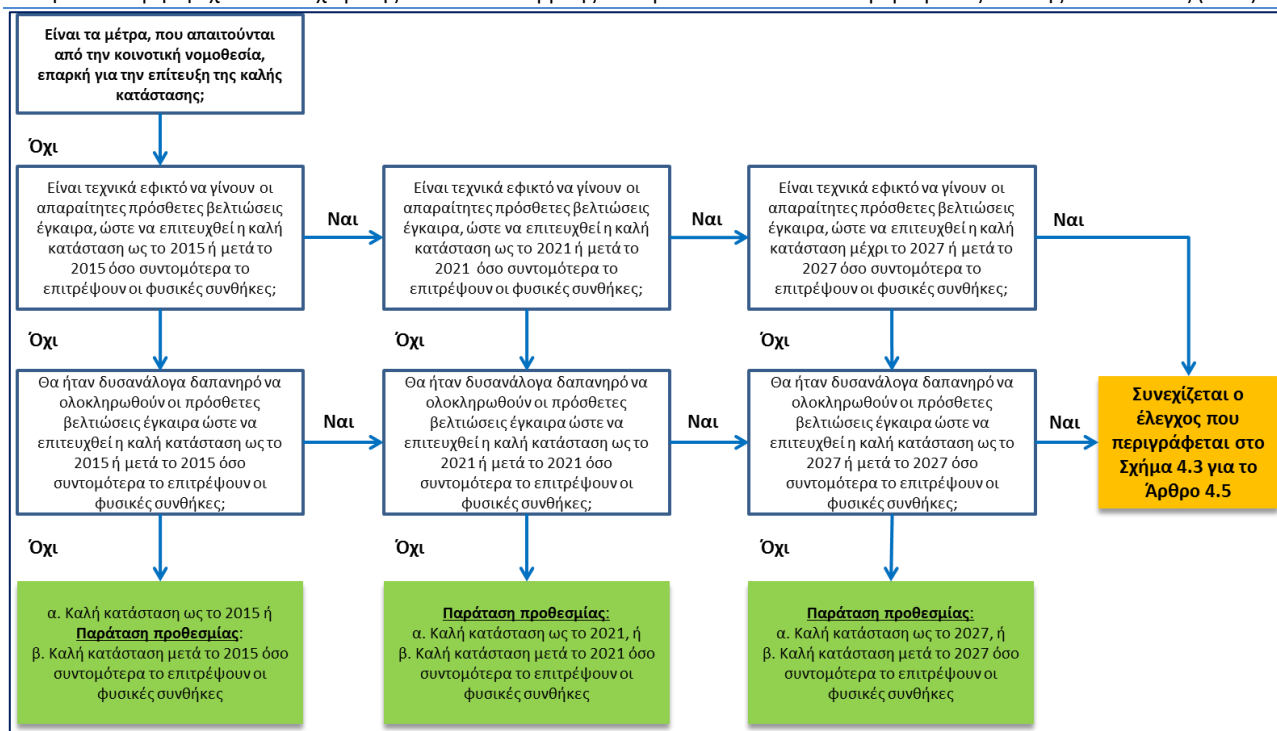 Είναι τα μέτρα, που απαιτούνται
από την κοινοτική νομοθεσία,
επαρκή για την επίτευξη της καλής
κατάστασης;
Όχι
Είναι τεχνικά εφικτό να γίνουν οι
απαραίτητες πρόσθετες βελτιώσεις
έγκαιρα, ώστε να επιτευχθεί η καλή
κατάσταση ως το 2015 ή μετά το
2015 όσο συντομότερα το
επιτρέψουν οι φυσικές συνθήκες;
Ναι
Είναι τεχνικά εφικτό να γίνουν οι
απαραίτητες πρόσθετες βελτιώσεις
έγκαιρα, ώστε να επιτευχθεί η καλή
κατάσταση ως το 2021 ή μετά το
2021 όσο συντομότερα το
επιτρέψουν οι φυσικές συνθήκες;
Ναι
Είναι τεχνικά εφικτό να γίνουν οι
απαραίτητες πρόσθετες βελτιώσεις
έγκαιρα, ώστε να επιτευχθεί η καλή
κατάσταση μέχρι το 2027 ή μετά το
2027 όσο συντομότερα το
επιτρέψουν οι φυσικές συνθήκες;
Ναι
Όχι
Όχι
Όχι
Θα ήταν δυσανάλογα δαπανηρό να
ολοκληρωθούν οι πρόσθετες
βελτιώσεις έγκαιρα ώστε να
επιτευχθεί η καλή κατάσταση ως το
2015 ή μετά το 2015 όσο
συντομότερα το επιτρέψουν οι
φυσικές συνθήκες;
Ναι
Θα ήταν δυσανάλογα δαπανηρό να
ολοκληρωθούν οι πρόσθετες
βελτιώσεις έγκαιρα ώστε να
επιτευχθεί η καλή κατάσταση ως το
2021 ή μετά το 2021 όσο
συντομότερα το επιτρέψουν οι
φυσικές συνθήκες;
Ναι
Θα ήταν δυσανάλογα δαπανηρό να
ολοκληρωθούν οι πρόσθετες
βελτιώσεις έγκαιρα ώστε να
επιτευχθεί η καλή κατάσταση ως το
2027 ή μετά το 2027 όσο
συντομότερα το επιτρέψουν οι
φυσικές συνθήκες;
Ναι
Συνεχίζεται ο
έλεγχος που
περιγράφεται στο
Σχήμα 4.3 για το
Άρθρο 4.5
Όχι
Όχι
Όχι
α. Καλή κατάσταση ως το 2015 ή
Παράταση προθεσμίας:
β. Καλή κατάσταση μετά το 2015 όσο
συντομότερα το επιτρέψουν οι
φυσικές συνθήκες
Παράταση προθεσμίας:
α. Καλή κατάσταση ως το 2021, ή
β. Καλή κατάσταση μετά το 2021 όσο
συντομότερα το επιτρέψουν οι
φυσικές συνθήκες
Παράταση προθεσμίας:
α. Καλή κατάσταση ως το 2027, ή
β. Καλή κατάσταση μετά το 2027 όσο
συντομότερα το επιτρέψουν οι
φυσικές συνθήκες